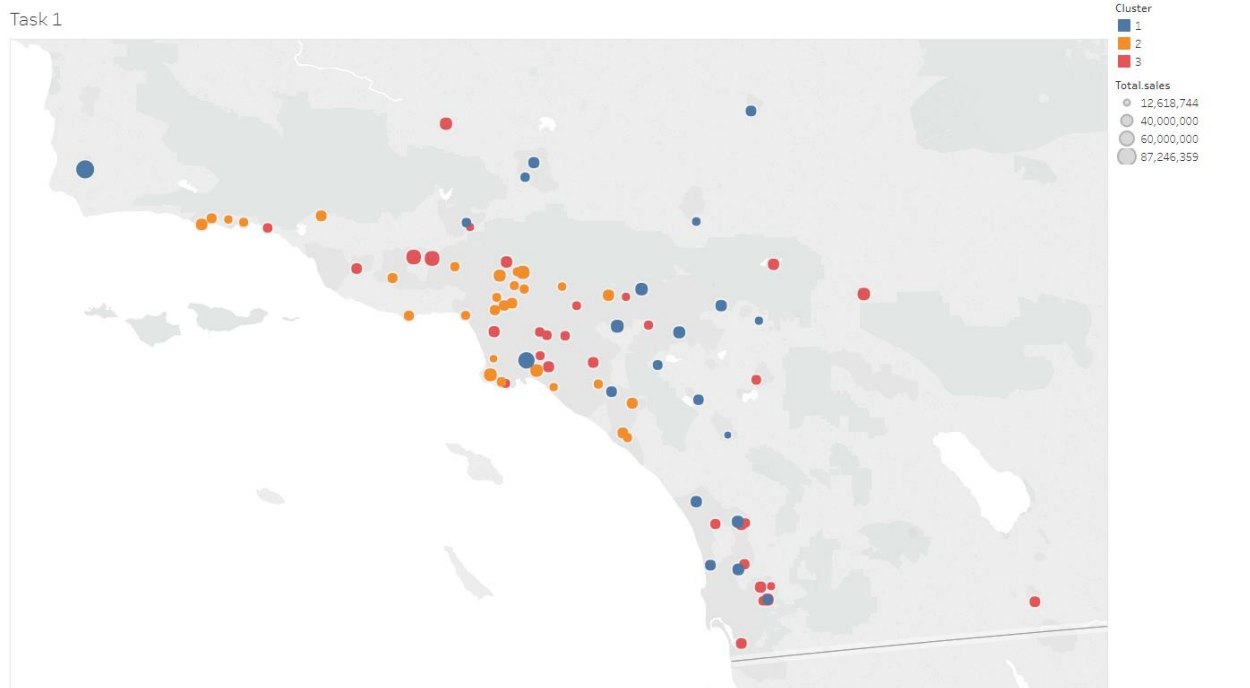 Task 1
Cluster
1
2
3
Total.sales
12,618,744
40,000,000
60,000,000
87,246,359